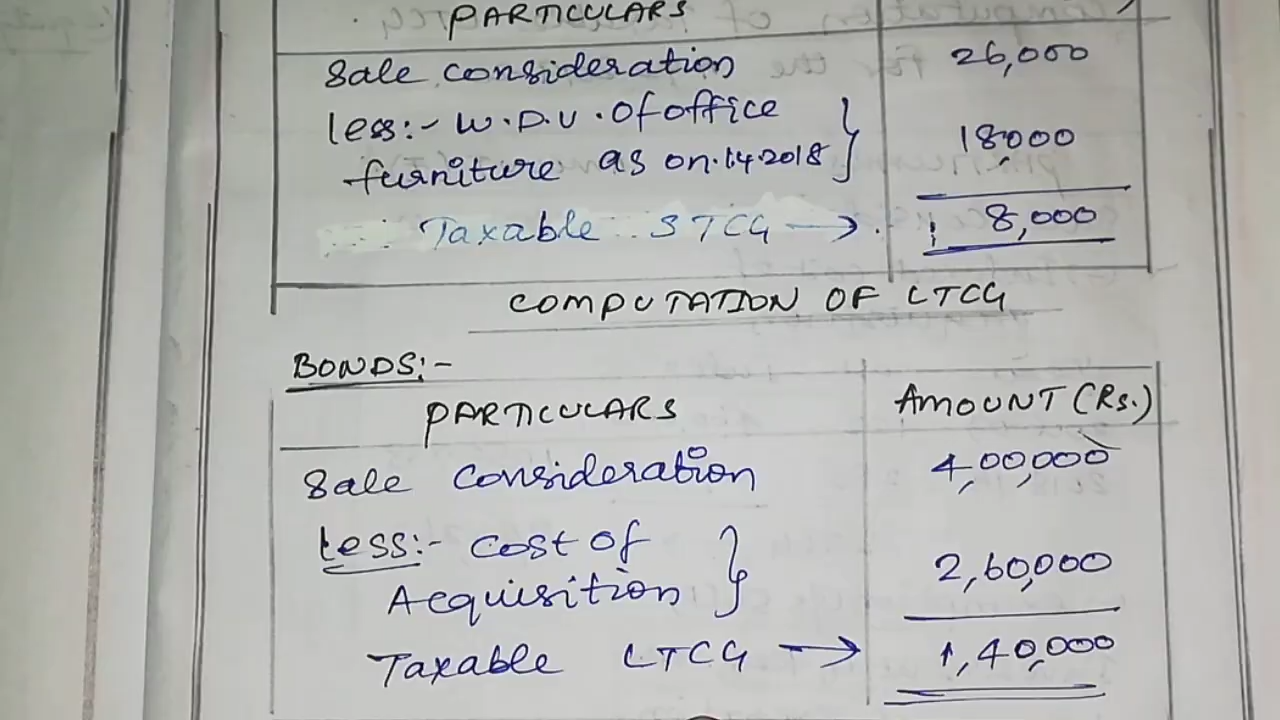 PARTICULARS
Sale consideration 26,000
less:- W.D.V. Of office
furniture as on.1.4.2018 18,000
Taxable STCG → 8,000
COMPUTATION OF LTCG
BONDS:-
PARTICULARS AMOUNT (Rs.)
Sale consideration 4,00,000
Less:- cost of
Acquisition 2,60,000
Taxable LTCG → 1,40,000